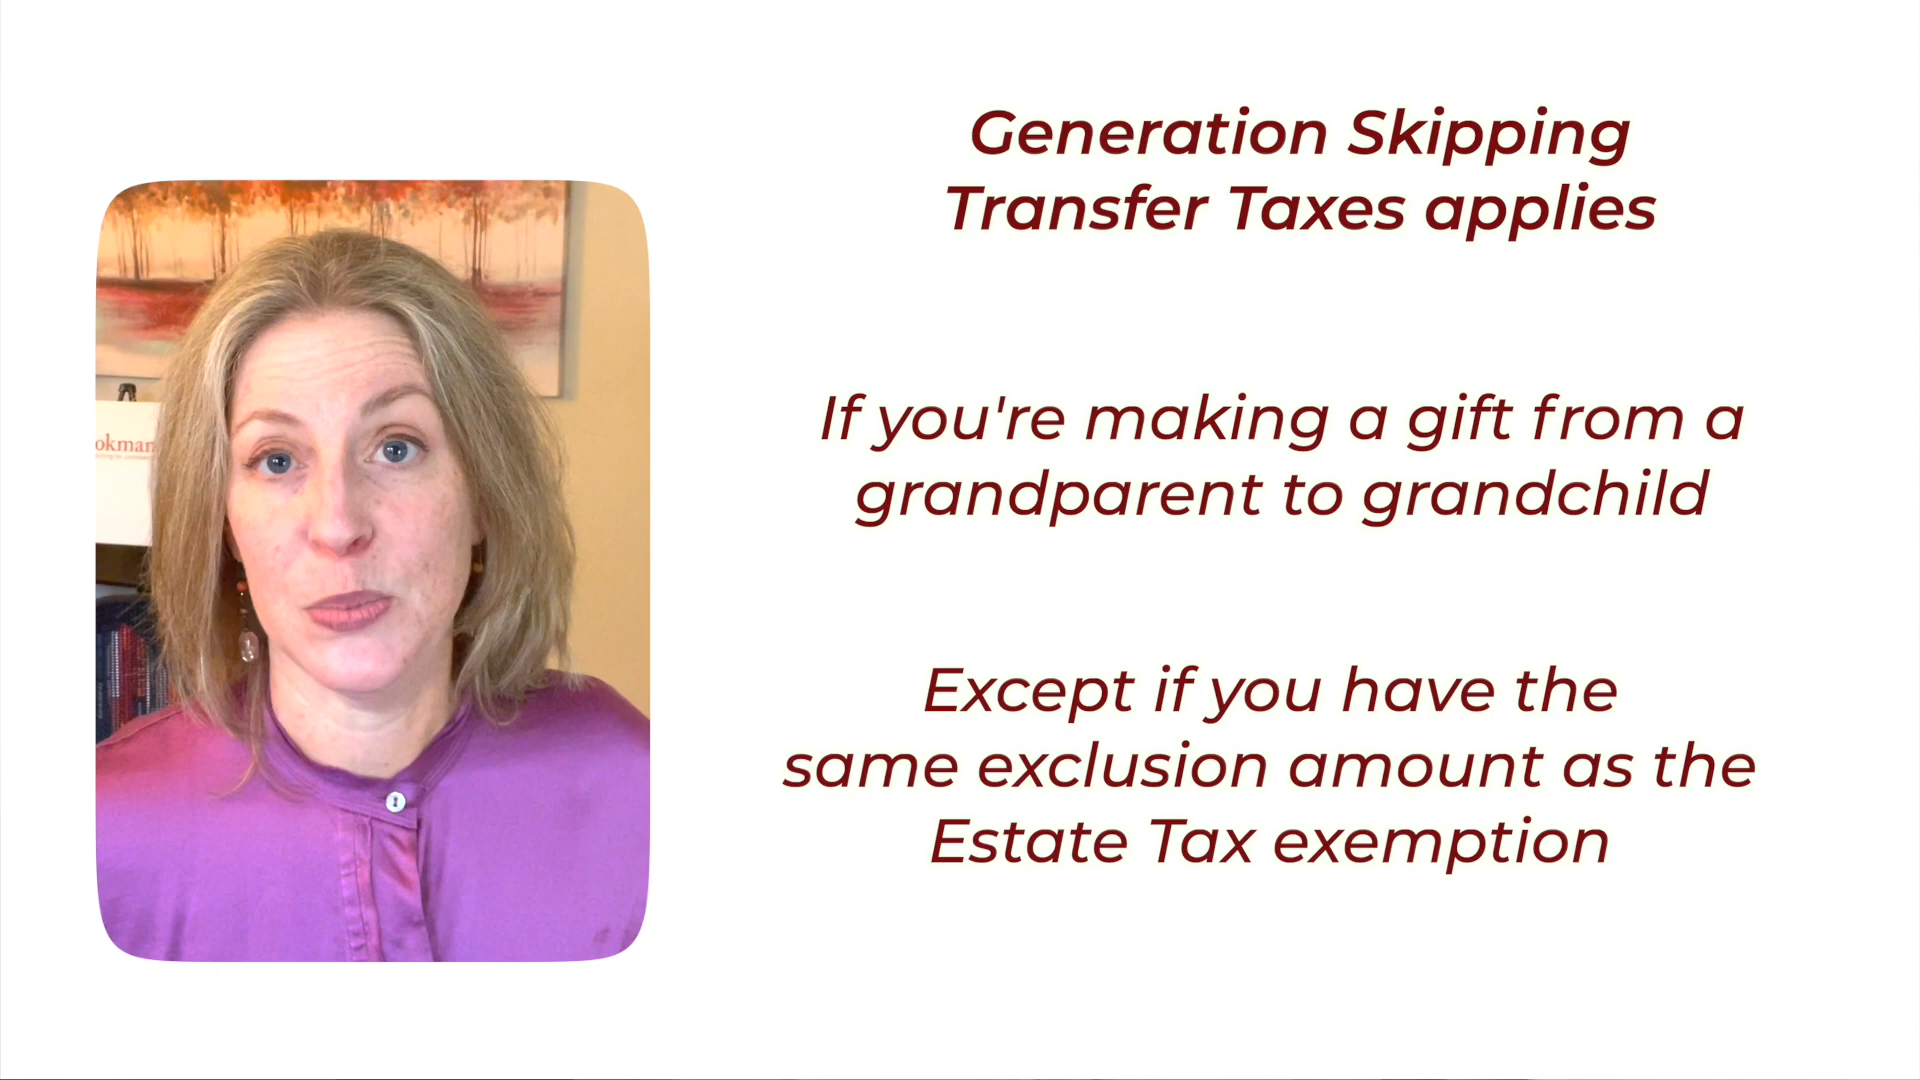 Generation Skipping
Transfer Taxes applies
If you're making a gift from a
grandparent to grandchild
Except if you have the
same exclusion amount as the
Estate Tax exemption
okman